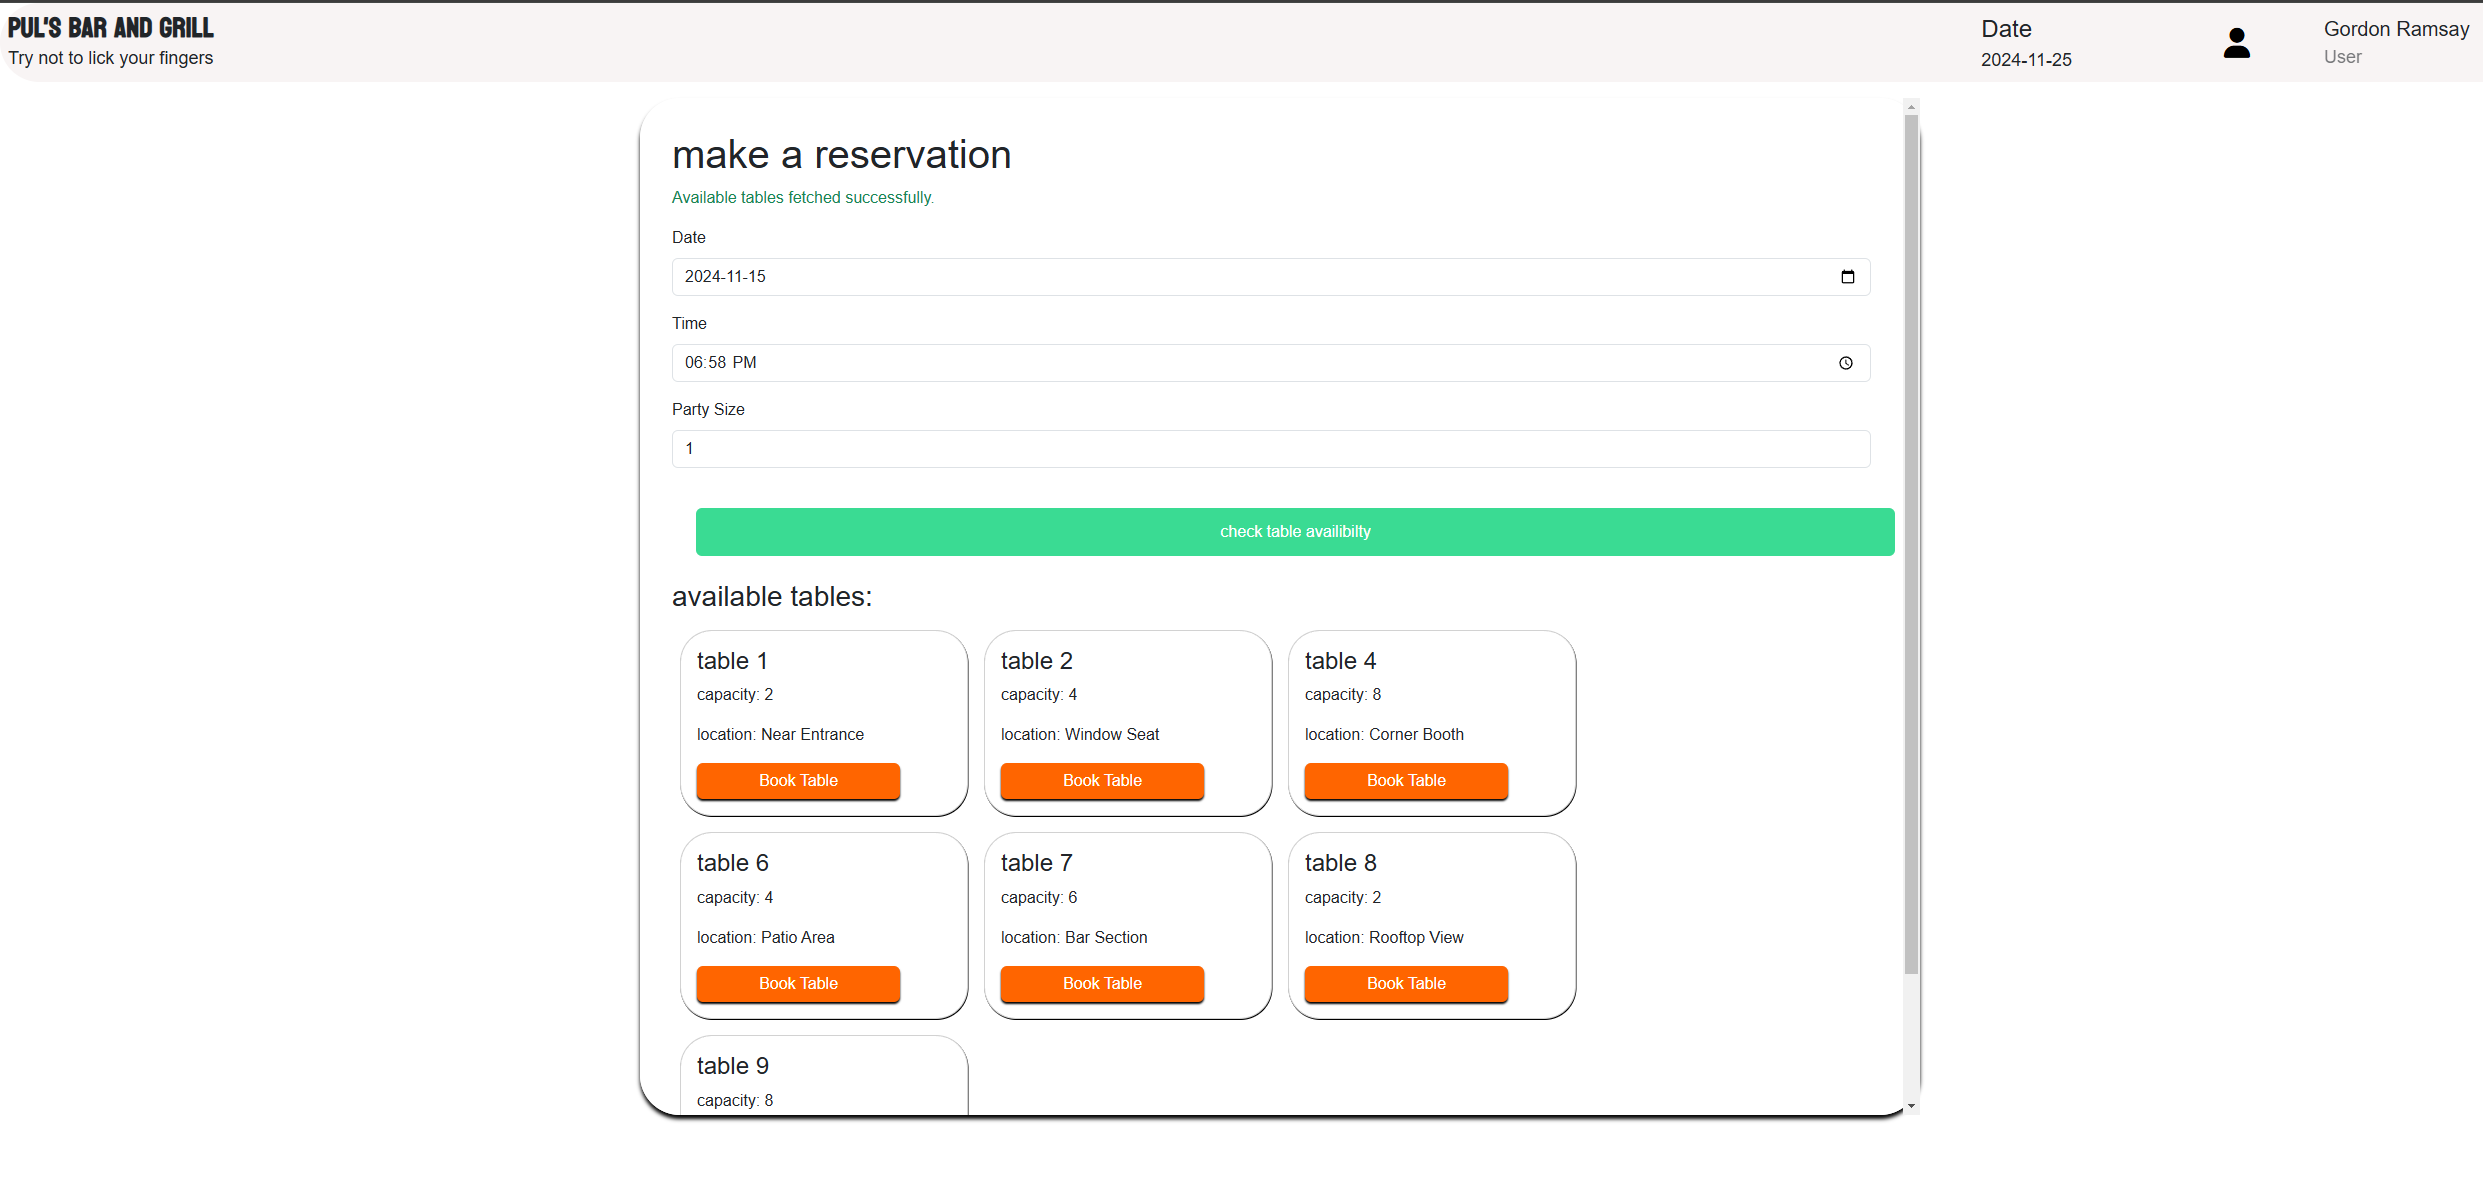 PUL'S BAR AND GRILL
Try not to lick your fingers
Date
2024-11-25
Gordon Ramsay
User
make a reservation
Available tables fetched successfully.
Date
2024-11-15
Time
06:58 PM
Party Size
1
check table availibilty
available tables:
table 1
capacity: 2
location: Near Entrance
Book Table
table 2
capacity: 4
location: Window Seat
Book Table
table 4
capacity: 8
location: Corner Booth
Book Table
table 6
capacity: 4
location: Patio Area
Book Table
table 7
capacity: 6
location: Bar Section
Book Table
table 8
capacity: 2
location: Rooftop View
Book Table
table 9
capacity: 8